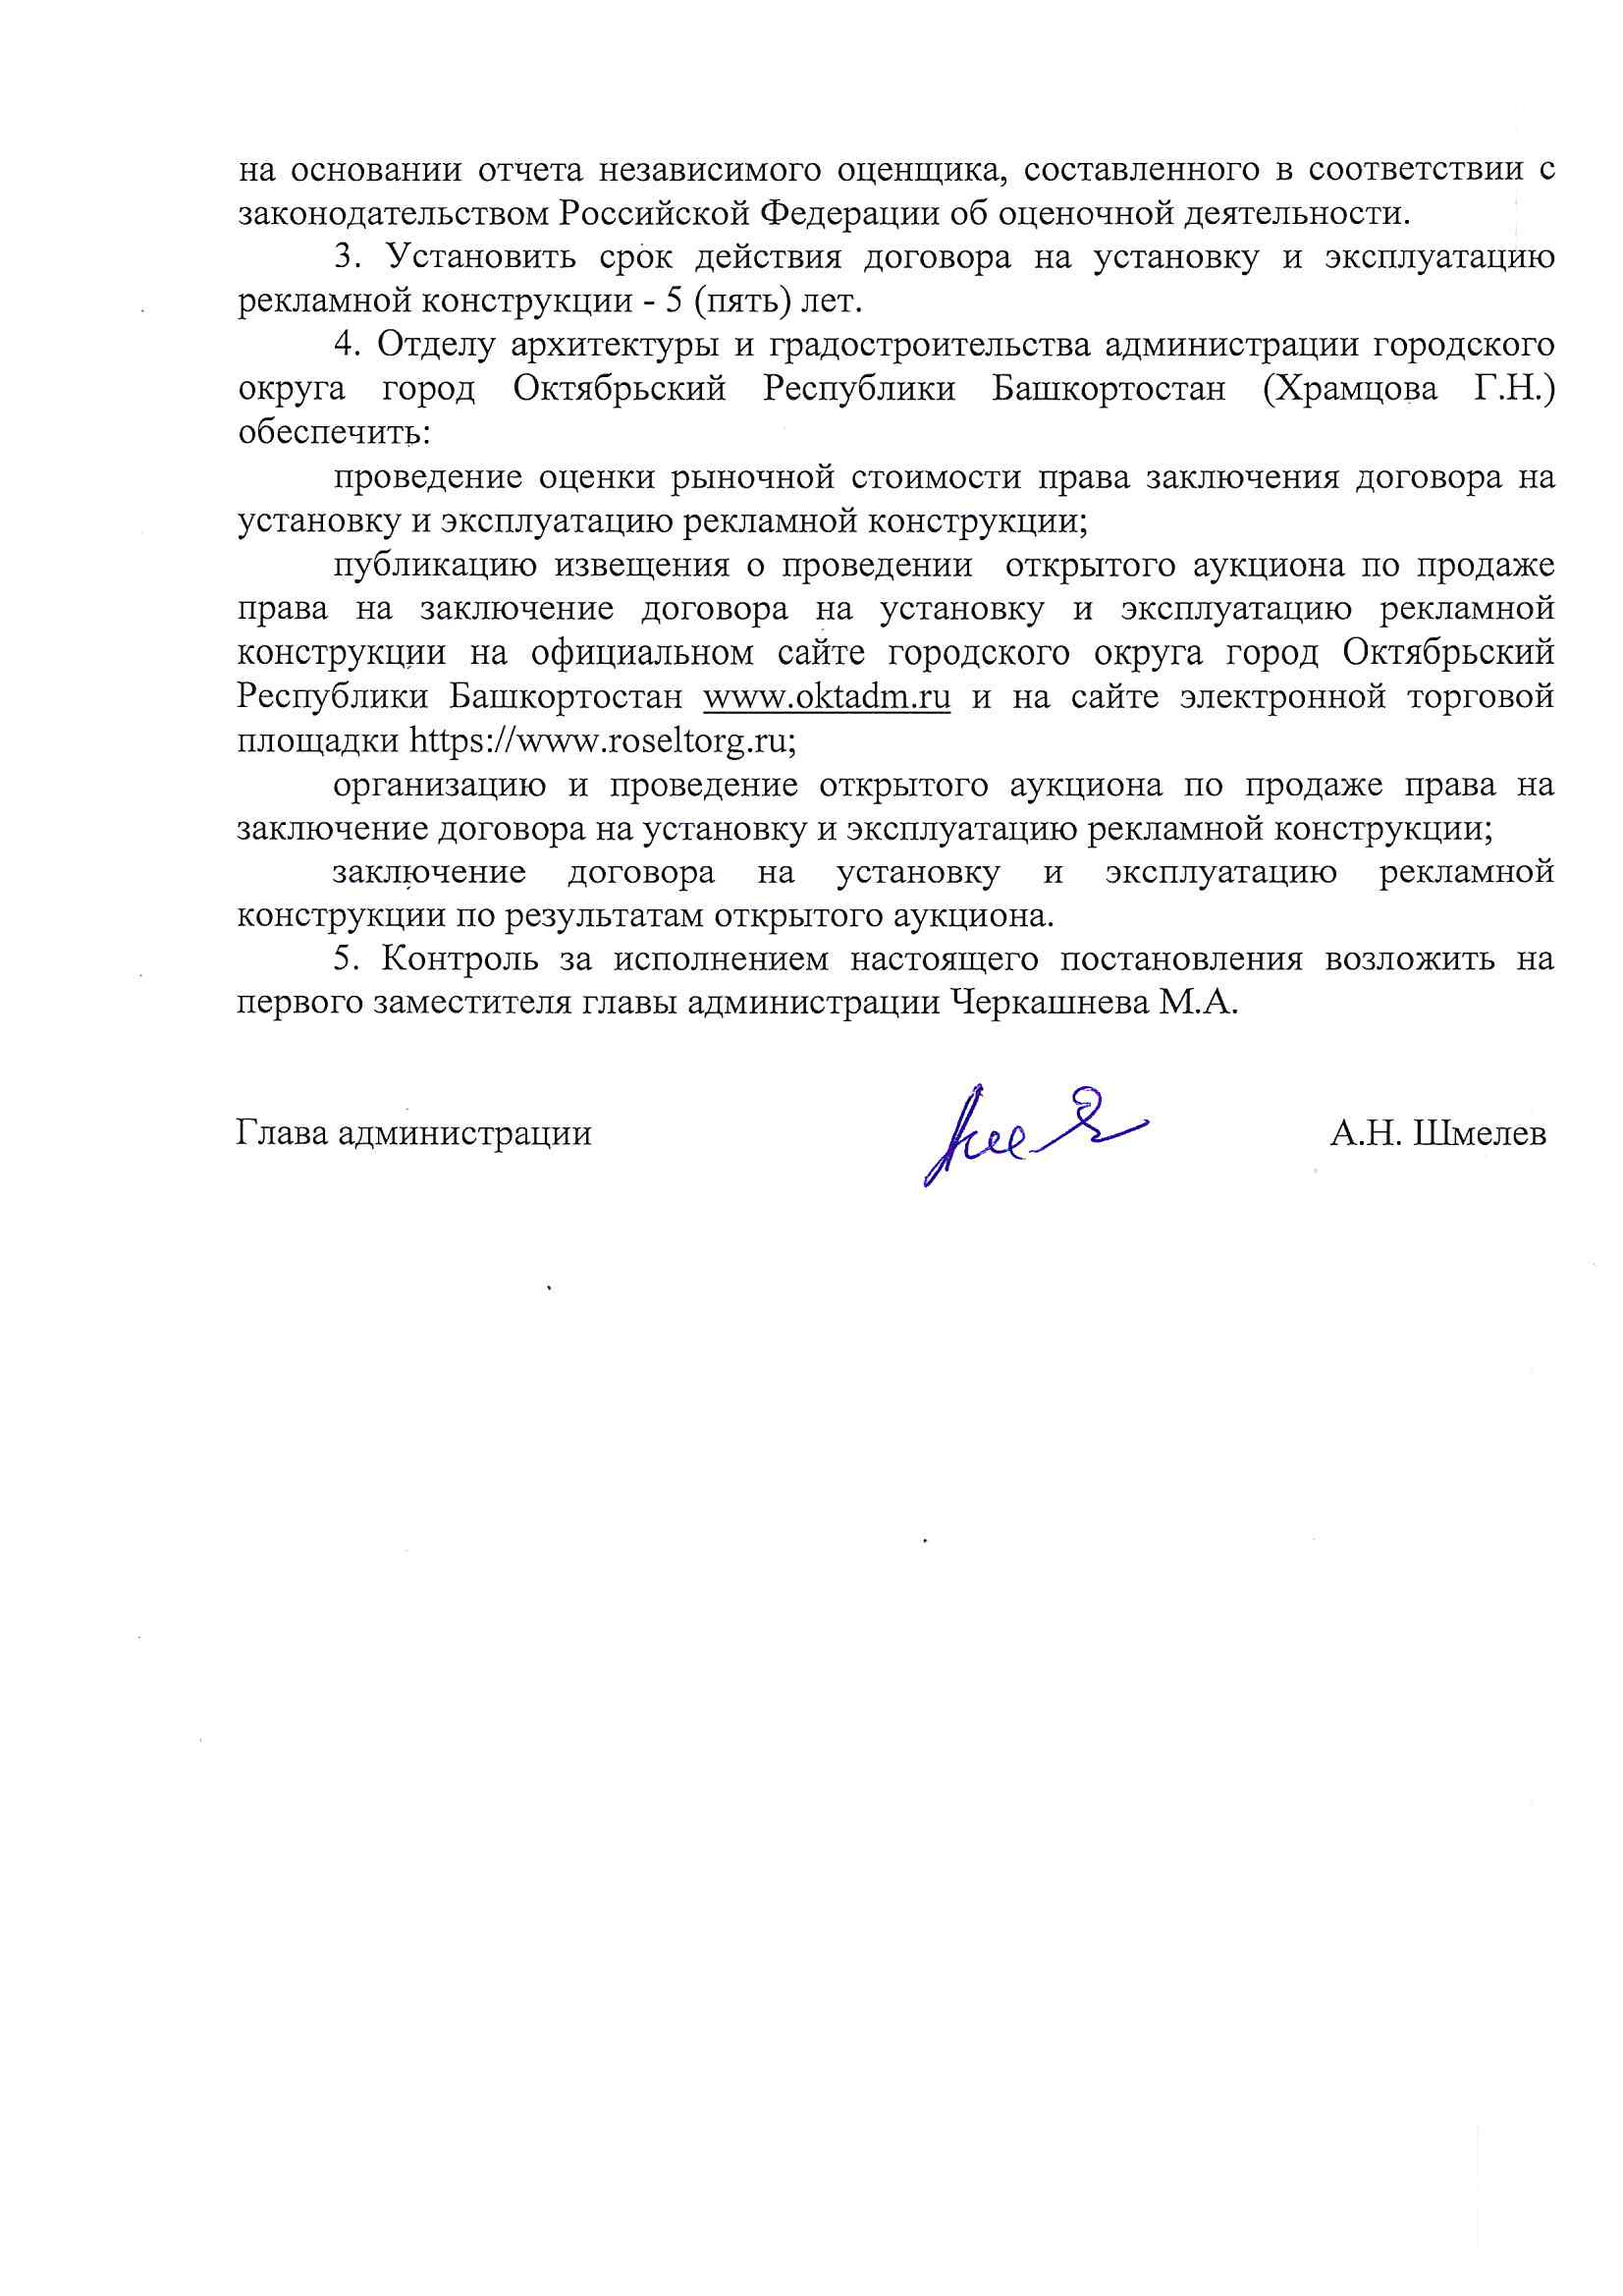 на основании отчета независимого оценщика, составленного в соответствии с
законодательством Российской Федерации об оценочной деятельности.
3. Установить срок действия договора на установку и эксплуатацию
рекламной конструкции - 5 (пять) лет.
4. Отделу архитектуры и градостроительства администрации городского
округа город Октябрьский Республики Башкортостан (Храмцова Г.Н.)
обеспечить:
проведение оценки рыночной стоимости права заключения договора на
установку и эксплуатацию рекламной конструкции;
публикацию извещения о проведении открытого аукциона по продаже
права на заключение договора на установку и эксплуатацию рекламной
конструкции на официальном сайте городского округа город Октябрьский
Республики Башкортостан www.oktadm.ru и на сайте электронной торговой
площадки https://www.roseltorg.ru;
организацию и проведение открытого аукциона по продаже права на
заключение договора на установку и эксплуатацию рекламной конструкции;
заключение договора на установку и эксплуатацию рекламной
конструкции по результатам открытого аукциона.
5. Контроль за исполнением настоящего постановления возложить на
первого заместителя главы администрации Черкашнева М.А.
Глава администрации А.Н. Шмелев